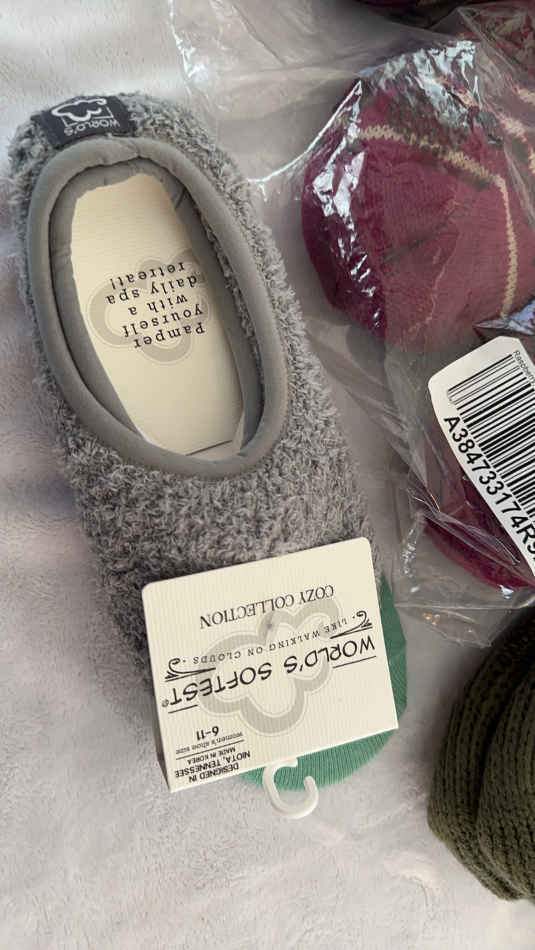 WORLD'S
Pamper
yourself
with a
daily spa
retreat!
COZY COLLECTION
· LIKE WALKING ON CLOUDS ·
WORLD'S SOFTEST®
women's shoe size
6-11
DESIGNED IN
NIOTA, TENNESSEE
MADE IN KOREA